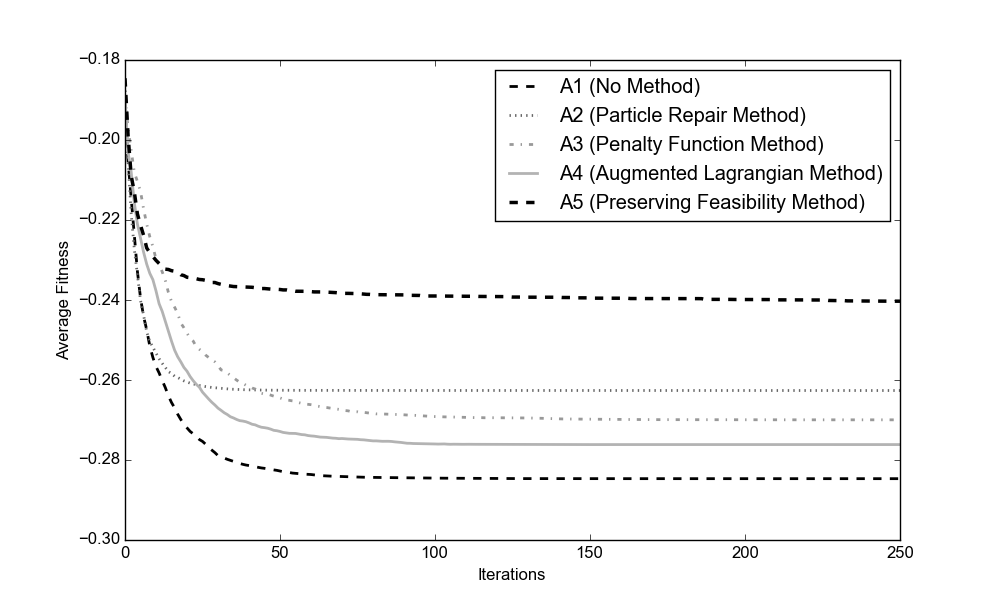 −0.18
−0.20
−0.22
−0.24
−0.26
−0.28
−0.30
Average Fitness
A1 (No Method)
A2 (Particle Repair Method)
A3 (Penalty Function Method)
A4 (Augmented Lagrangian Method)
A5 (Preserving Feasibility Method)
0 50 100 150 200 250
Iterations